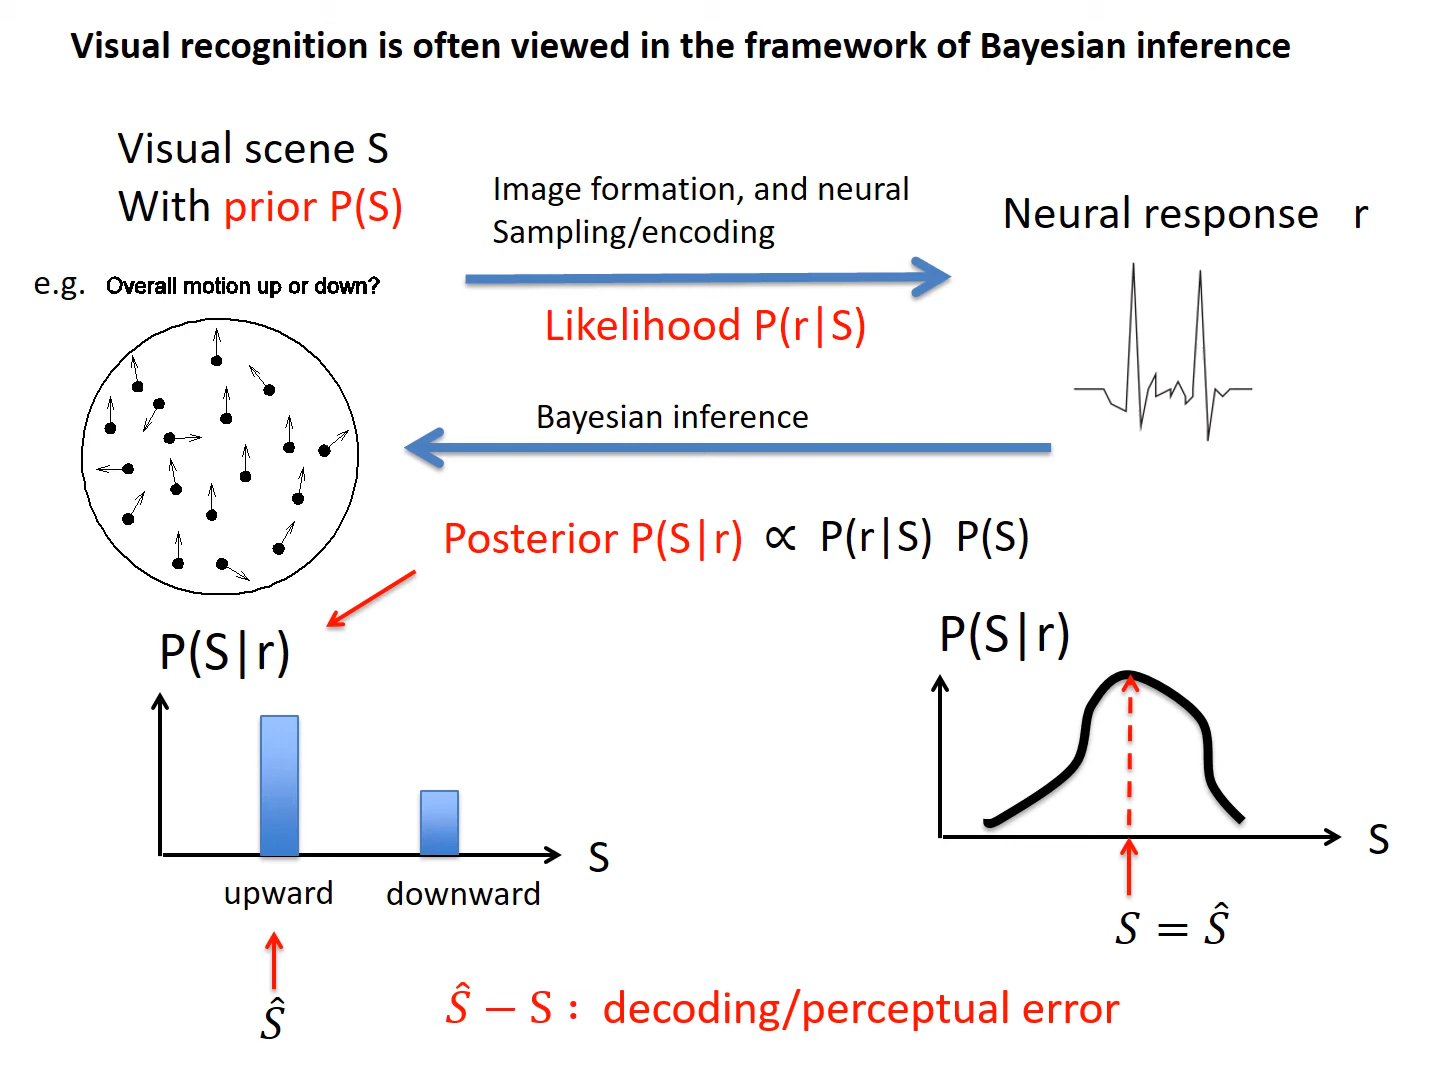 Visual recognition is often viewed in the framework of Bayesian inference
Visual scene S
With prior P(S)
Image formation, and neural
Sampling/encoding
Neural response r
e.g. Overall motion up or down?
Likelihood P(r|S)
Bayesian inference
Posterior P(S|r) ∝ P(r|S) P(S)
P(S|r)
S
upward downward
Ŝ
P(S|r)
S
S = Ŝ
Ŝ − S : decoding/perceptual error